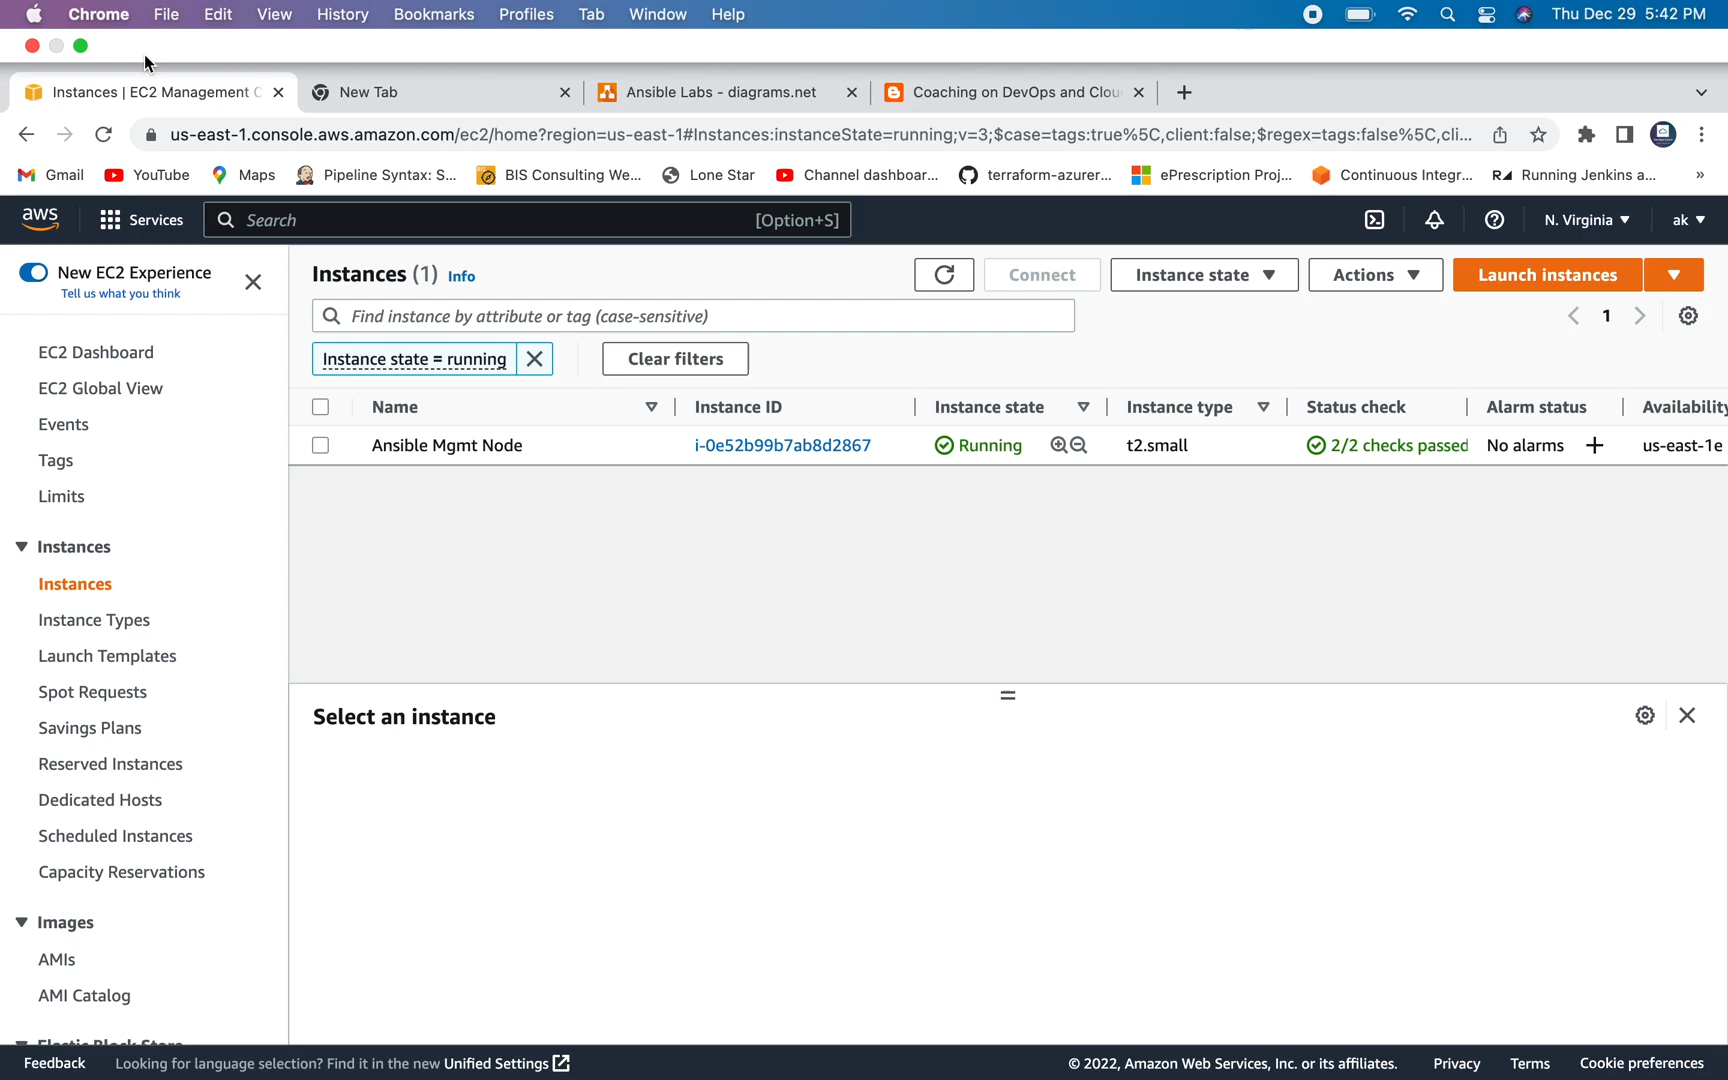 Chrome File Edit View History Bookmarks Profiles Tab Window Help Thu Dec 29 5:42 PM
Instances | EC2 Management C New Tab Ansible Labs - diagrams.net Coaching on DevOps and Clou
us-east-1.console.aws.amazon.com/ec2/home?region=us-east-1#Instances:instanceState=running;v=3;$case=tags:true%5C,client:false;$regex=tags:false%5C,cli...
Gmail YouTube Maps Pipeline Syntax: S... BIS Consulting We... Lone Star Channel dashboar... terraform-azurer... ePrescription Proj... Continuous Integr... Running Jenkins a... »
aws Services Search [Option+S] N. Virginia ak
New EC2 Experience
Tell us what you think
EC2 Dashboard
EC2 Global View
Events
Tags
Limits
Instances
Instances
Instance Types
Launch Templates
Spot Requests
Savings Plans
Reserved Instances
Dedicated Hosts
Scheduled Instances
Capacity Reservations
Images
AMIs
AMI Catalog
Elastic Block Store
Instances (1) Info Connect Instance state Actions Launch instances
Find instance by attribute or tag (case-sensitive) 1
Instance state = running Clear filters
Name Instance ID Instance state Instance type Status check Alarm status Availability
Ansible Mgmt Node i-0e52b99b7ab8d2867 Running t2.small 2/2 checks passed No alarms + us-east-1e
Select an instance
Feedback Looking for language selection? Find it in the new Unified Settings © 2022, Amazon Web Services, Inc. or its affiliates. Privacy Terms Cookie preferences